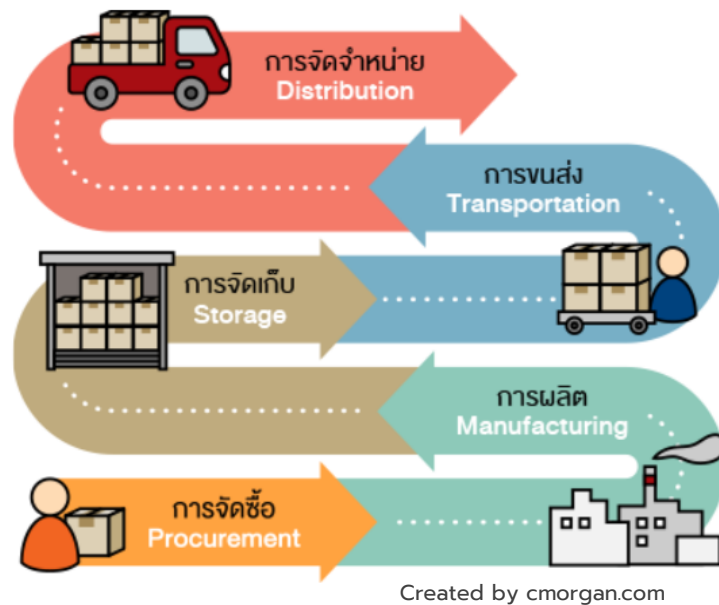 การจัดจำหน่าย
Distribution
การขนส่ง
Transportation
การจัดเก็บ
Storage
การผลิต
Manufacturing
การจัดซื้อ
Procurement
Created by cmorgan.com